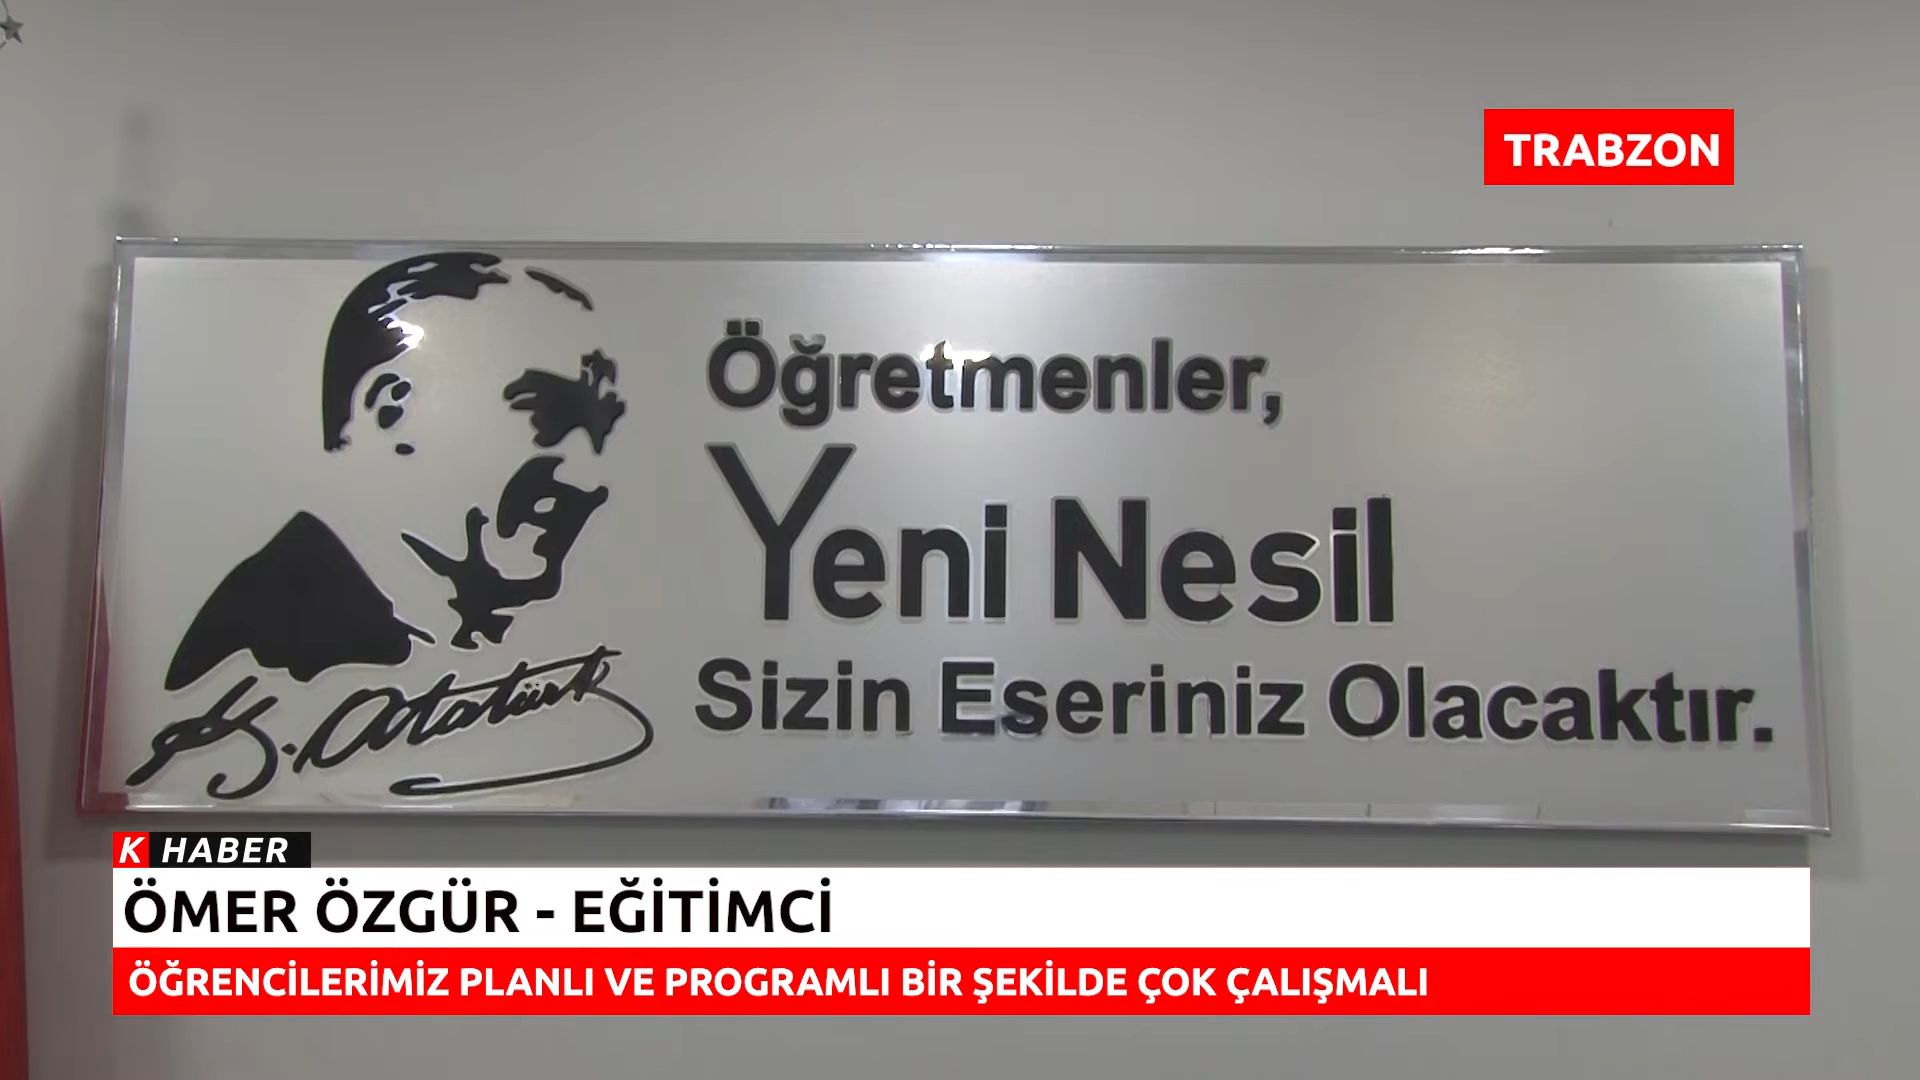 TRABZON
Öğretmenler,
Yeni Nesil
Sizin Eseriniz Olacaktır.
K. Atatürk
K HABER
ÖMER ÖZGÜR - EĞİTİMCİ
ÖĞRENCİLERİMİZ PLANLI VE PROGRAMLI BİR ŞEKİLDE ÇOK ÇALIŞMALI